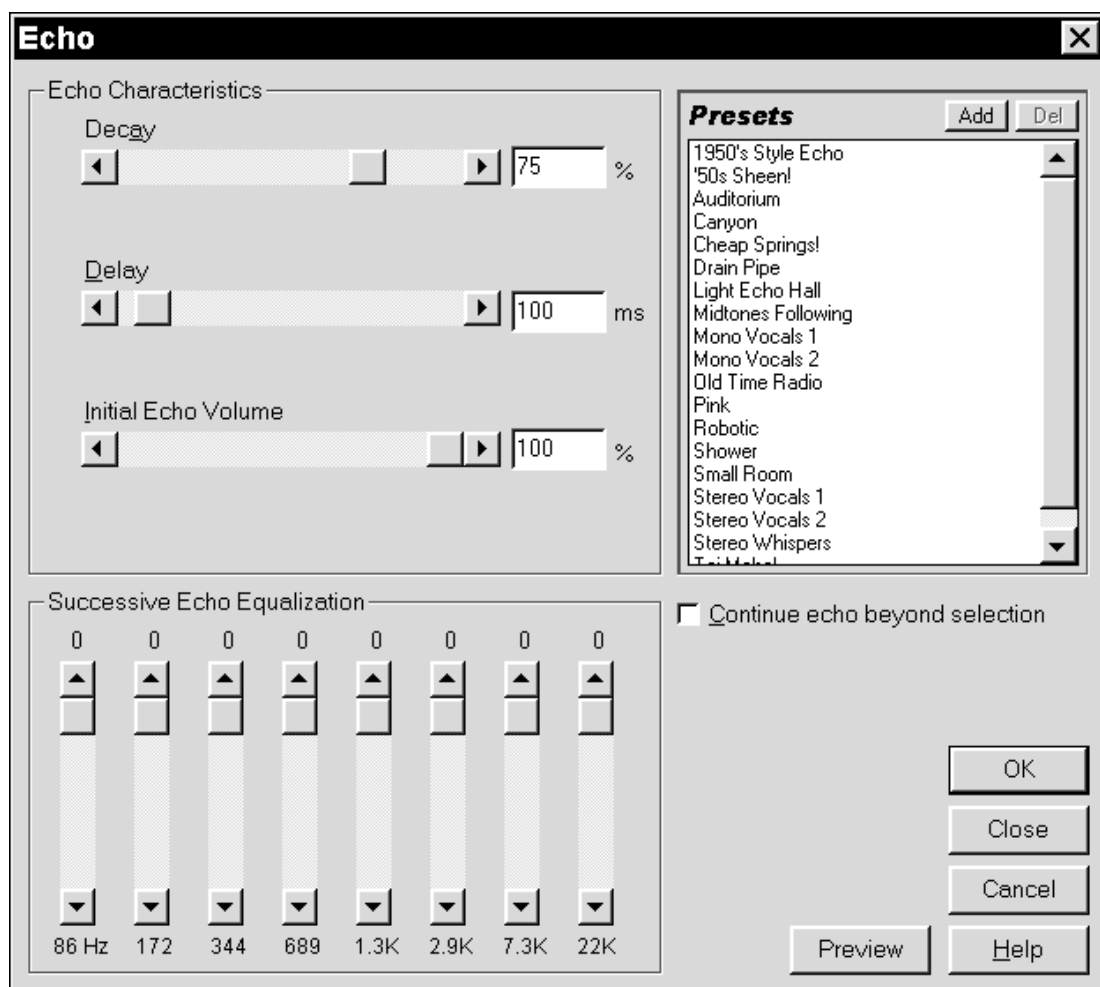 Echo
Echo Characteristics
Decay
75 %
Delay
100 ms
Initial Echo Volume
100 %
Presets Add Del
1950's Style Echo
'50s Sheen!
Auditorium
Canyon
Cheap Springs!
Drain Pipe
Light Echo Hall
Midtones Following
Mono Vocals 1
Mono Vocals 2
Old Time Radio
Pink
Robotic
Shower
Small Room
Stereo Vocals 1
Stereo Vocals 2
Stereo Whispers
Successive Echo Equalization
0 0 0 0 0 0 0 0
86 Hz 172 344 689 1.3K 2.9K 7.3K 22K
Continue echo beyond selection
OK
Close
Cancel
Preview Help